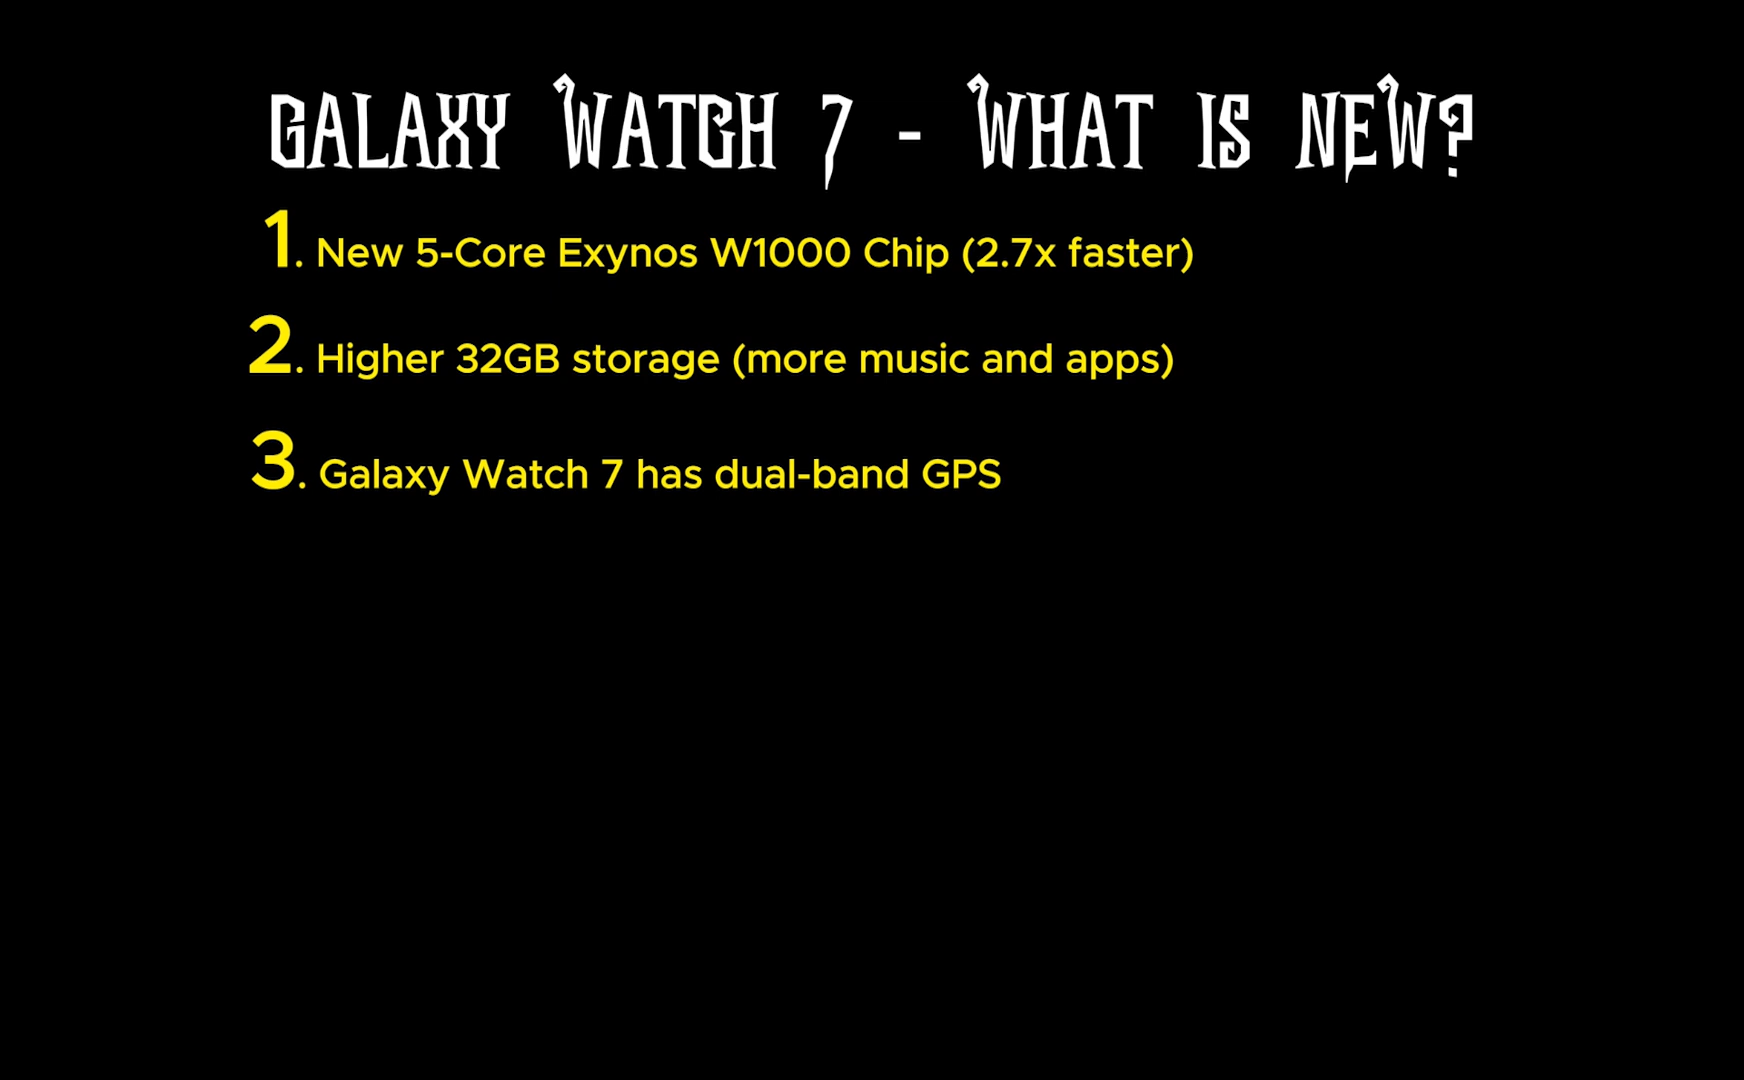 GALAXY WATCH 7 - WHAT IS NEW?
1. New 5-Core Exynos W1000 Chip (2.7x faster)
2. Higher 32GB storage (more music and apps)
3. Galaxy Watch 7 has dual-band GPS